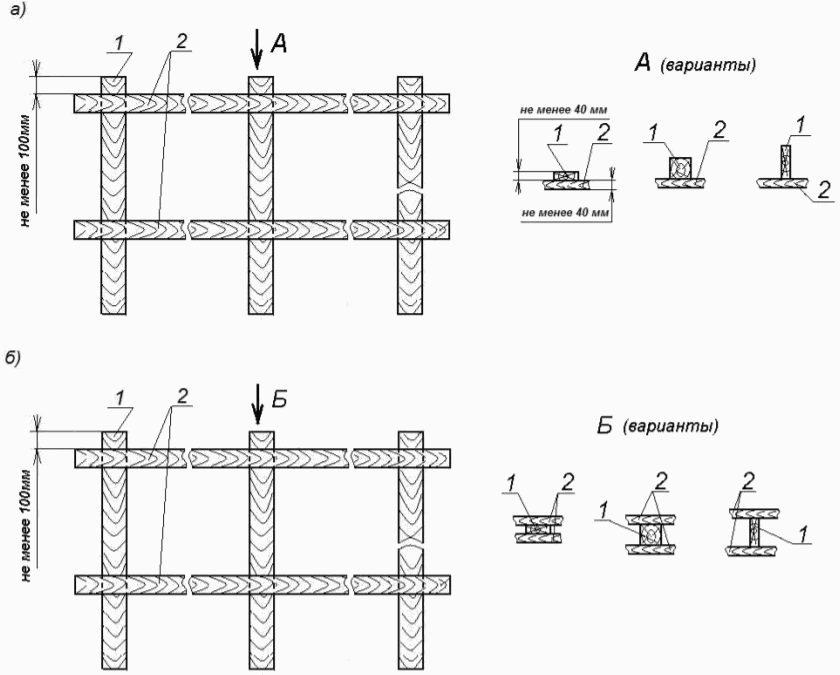 а)
1
2
А
не менее 100мм
А (варианты)
не менее 40 мм
1
2
не менее 40 мм
1
2
1
2
б)
1
2
Б
не менее 100мм
Б (варианты)
1
2
2
1
2
1